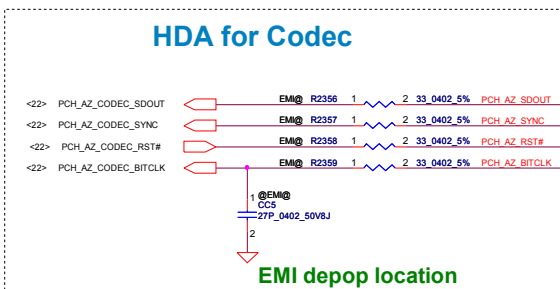 HDA for Codec
<22> PCH_AZ_CODEC_SDOUT EMI@ R2356 1 2 33_0402_5% PCH_AZ_SDOUT
<22> PCH_AZ_CODEC_SYNC EMI@ R2357 1 2 33_0402_5% PCH_AZ_SYNC
<22> PCH_AZ_CODEC_RST# EMI@ R2358 1 2 33_0402_5% PCH_AZ_RST#
<22> PCH_AZ_CODEC_BITCLK EMI@ R2359 1 2 33_0402_5% PCH_AZ_BITCLK
1 @EMI@
CC5
27P_0402_50V8J
2
EMI depop location